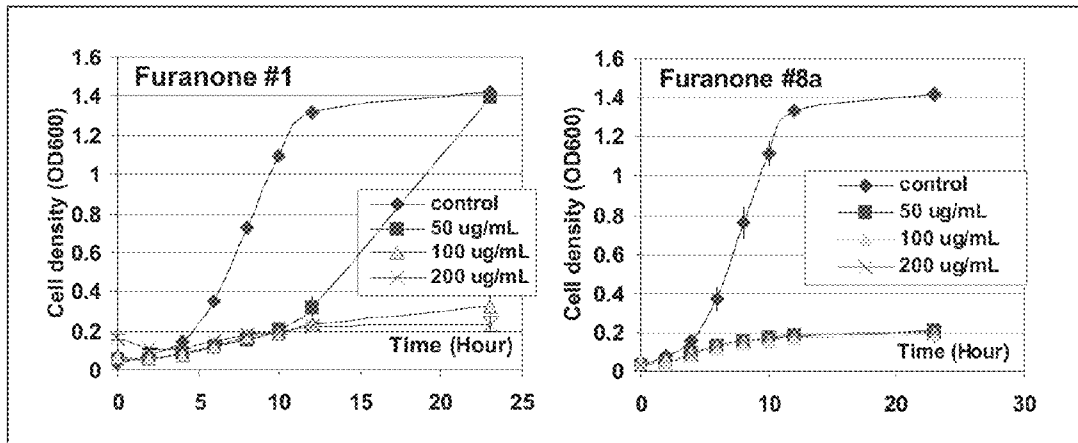 Furanone #1
Cell density (OD600)
1.6
1.4
1.2
1
0.8
0.6
0.4
0.2
0
control
50 ug/mL
100 ug/mL
200 ug/mL
Time (Hour)
0
5
10
15
20
25
Furanone #8a
Cell density (OD600)
1.6
1.4
1.2
1
0.8
0.6
0.4
0.2
0
control
50 ug/mL
100 ug/mL
200 ug/mL
Time (Hour)
0
10
20
30